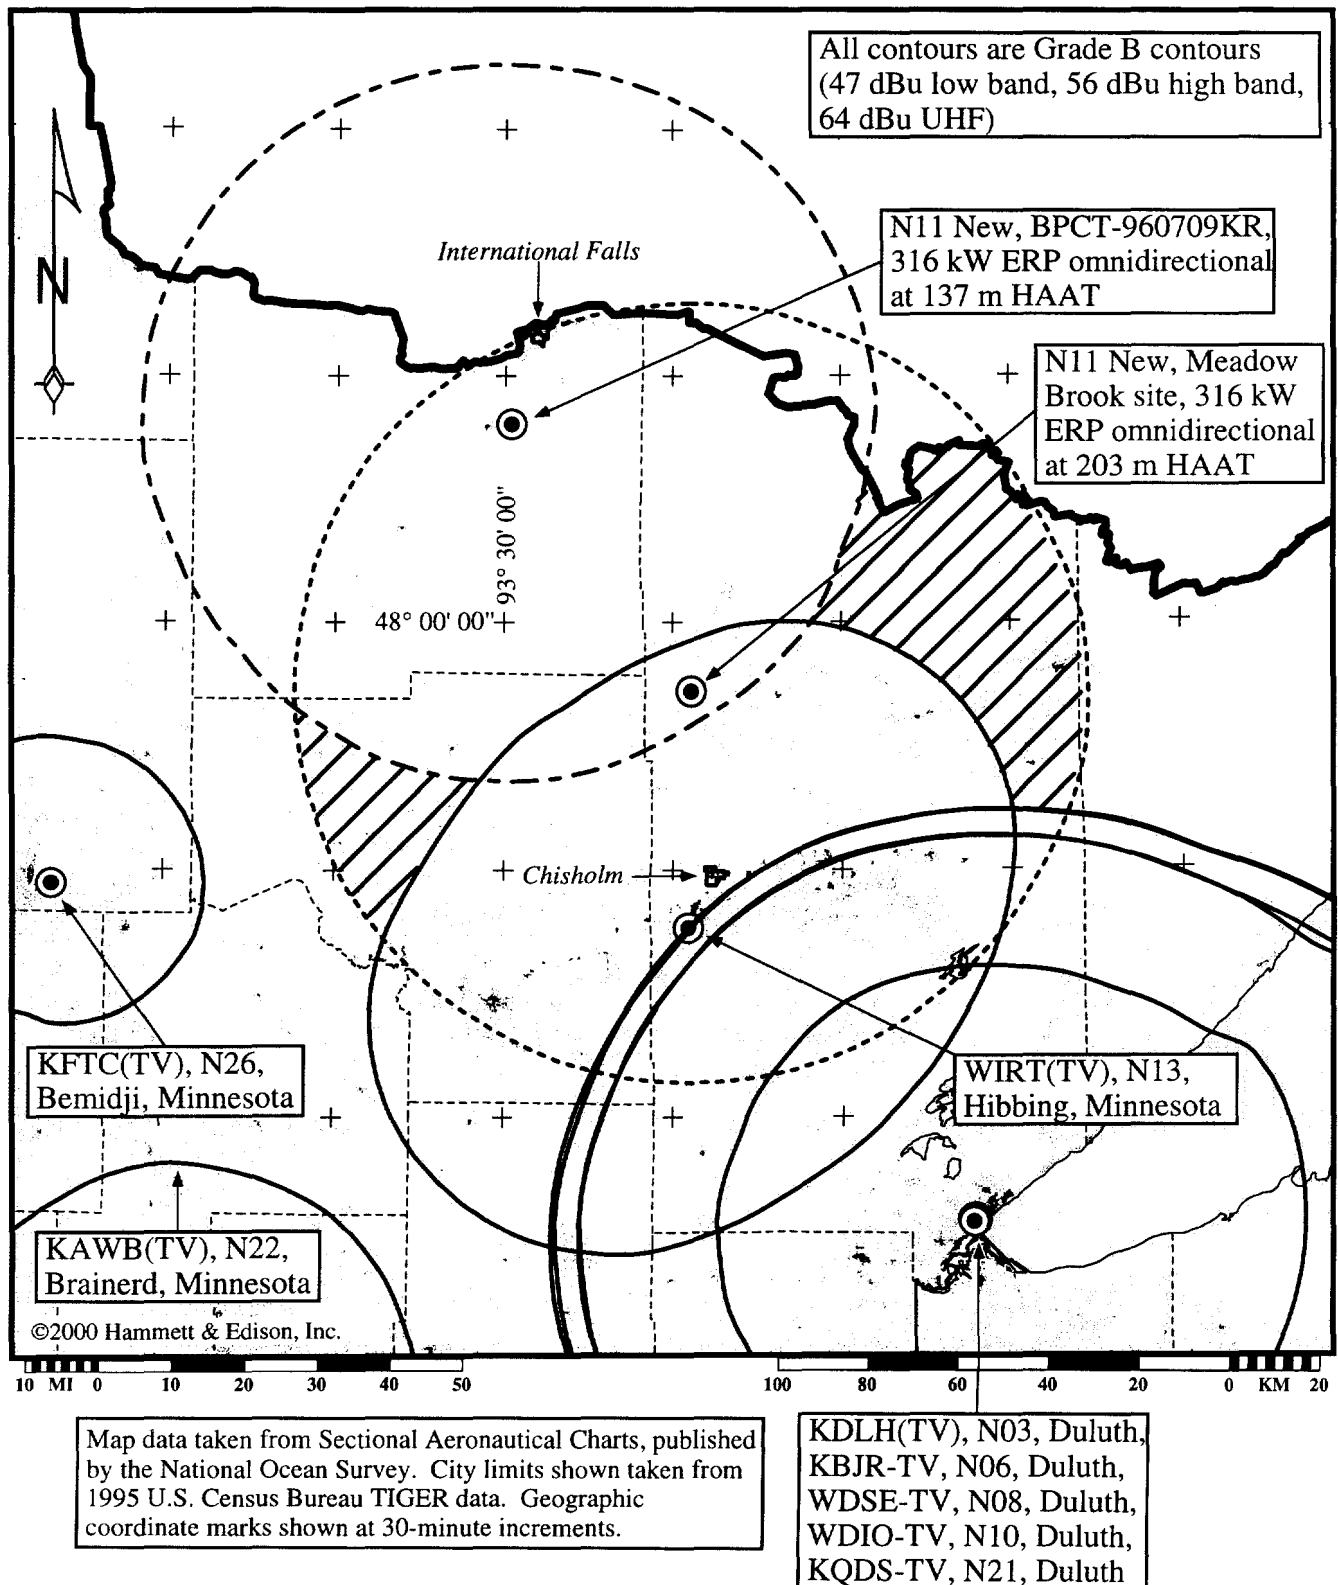 All contours are Grade B contours
(47 dBu low band, 56 dBu high band,
64 dBu UHF)
N11 New, BPCT-960709KR,
316 kW ERP omnidirectional
at 137 m HAAT
International Falls
N
N11 New, Meadow
Brook site, 316 kW
ERP omnidirectional
at 203 m HAAT
93° 30' 00"
48° 00' 00"
Chisholm
KFTC(TV), N26,
Bemidji, Minnesota
WIRT(TV), N13,
Hibbing, Minnesota
KAWB(TV), N22,
Brainerd, Minnesota
©2000 Hammett & Edison, Inc.
10 MI 0 10 20 30 40 50
100 80 60 40 20 0 KM 20
Map data taken from Sectional Aeronautical Charts, published
by the National Ocean Survey. City limits shown taken from
1995 U.S. Census Bureau TIGER data. Geographic
coordinate marks shown at 30-minute increments.
KDLH(TV), N03, Duluth,
KBJR-TV, N06, Duluth,
WDSE-TV, N08, Duluth,
WDIO-TV, N10, Duluth,
KQDS-TV, N21, Duluth